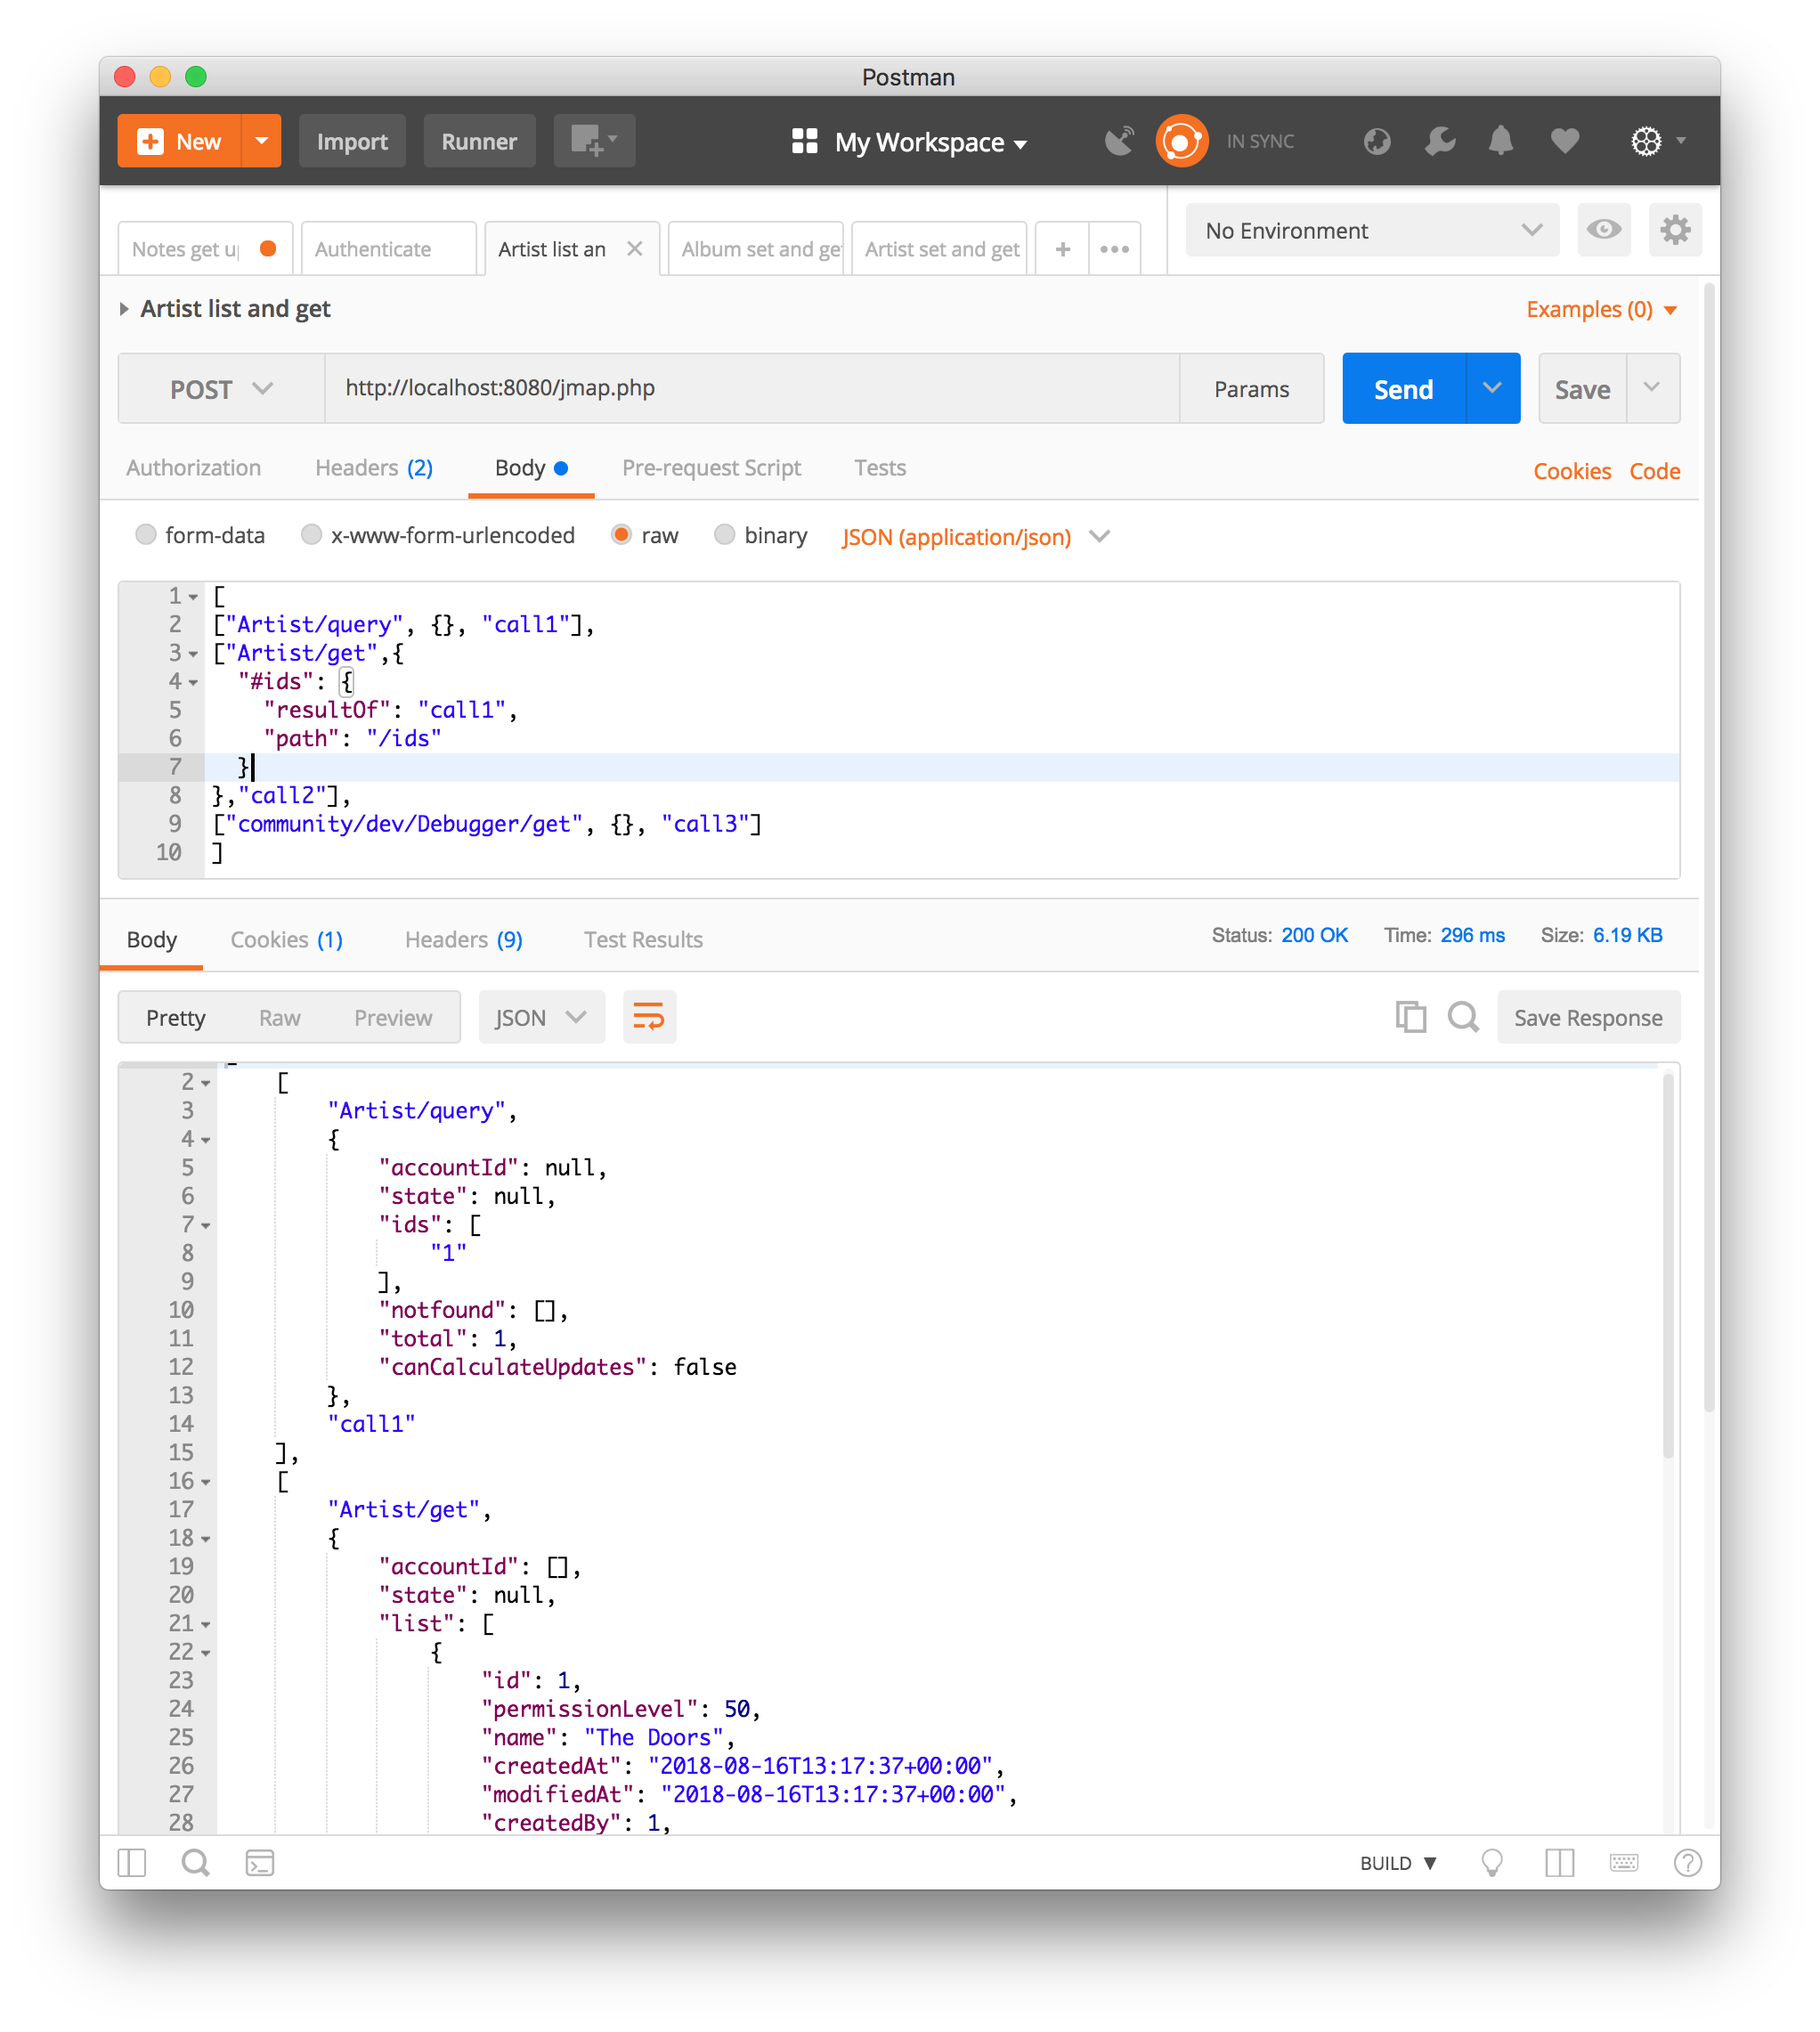 Postman
New
Import
Runner
My Workspace
IN SYNC
Notes get u
Authenticate
Artist list an
Album set and ge
Artist set and get
No Environment
Artist list and get
Examples (0)
POST
http://localhost:8080/jmap.php
Params
Send
Save
Authorization
Headers (2)
Body
Pre-request Script
Tests
Cookies
Code
form-data
x-www-form-urlencoded
raw
binary
JSON (application/json)
1 [
2 ["Artist/query", {}, "call1"],
3 ["Artist/get",{
4 "#ids": {
5 "resultOf": "call1",
6 "path": "/ids"
7 }
8 },"call2"],
9 ["community/dev/Debugger/get", {}, "call3"]
10 ]
Body
Cookies (1)
Headers (9)
Test Results
Status: 200 OK
Time: 296 ms
Size: 6.19 KB
Pretty
Raw
Preview
JSON
Save Response
2 [
3 "Artist/query",
4 {
5 "accountId": null,
6 "state": null,
7 "ids": [
8 "1"
9 ],
10 "notfound": [],
11 "total": 1,
12 "canCalculateUpdates": false
13 },
14 "call1"
15 ],
16 [
17 "Artist/get",
18 {
19 "accountId": [],
20 "state": null,
21 "list": [
22 {
23 "id": 1,
24 "permissionLevel": 50,
25 "name": "The Doors",
26 "createdAt": "2018-08-16T13:17:37+00:00",
27 "modifiedAt": "2018-08-16T13:17:37+00:00",
28 "createdBy": 1,
BUILD